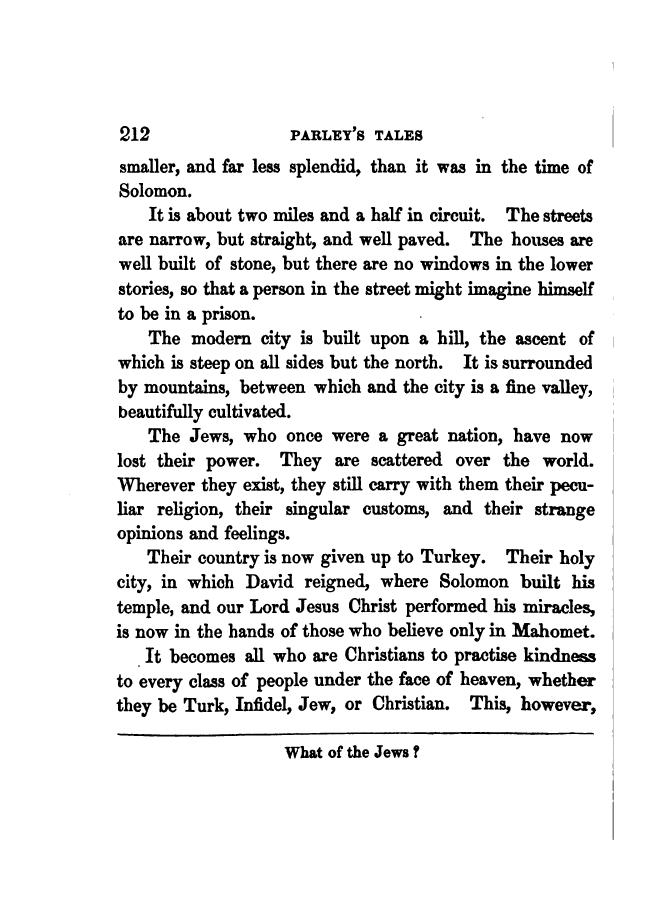 212 PARLEY'S TALES
smaller, and far less splendid, than it was in the time of
Solomon.
It is about two miles and a half in circuit. The streets
are narrow, but straight, and well paved. The houses are
well built of stone, but there are no windows in the lower
stories, so that a person in the street might imagine himself
to be in a prison.
The modern city is built upon a hill, the ascent of
which is steep on all sides but the north. It is surrounded
by mountains, between which and the city is a fine valley,
beautifully cultivated.
The Jews, who once were a great nation, have now
lost their power. They are scattered over the world.
Wherever they exist, they still carry with them their pecu-
liar religion, their singular customs, and their strange
opinions and feelings.
Their country is now given up to Turkey. Their holy
city, in which David reigned, where Solomon built his
temple, and our Lord Jesus Christ performed his miracles,
is now in the hands of those who believe only in Mahomet.
It becomes all who are Christians to practise kindness
to every class of people under the face of heaven, whether
they be Turk, Infidel, Jew, or Christian. This, however,
What of the Jews?